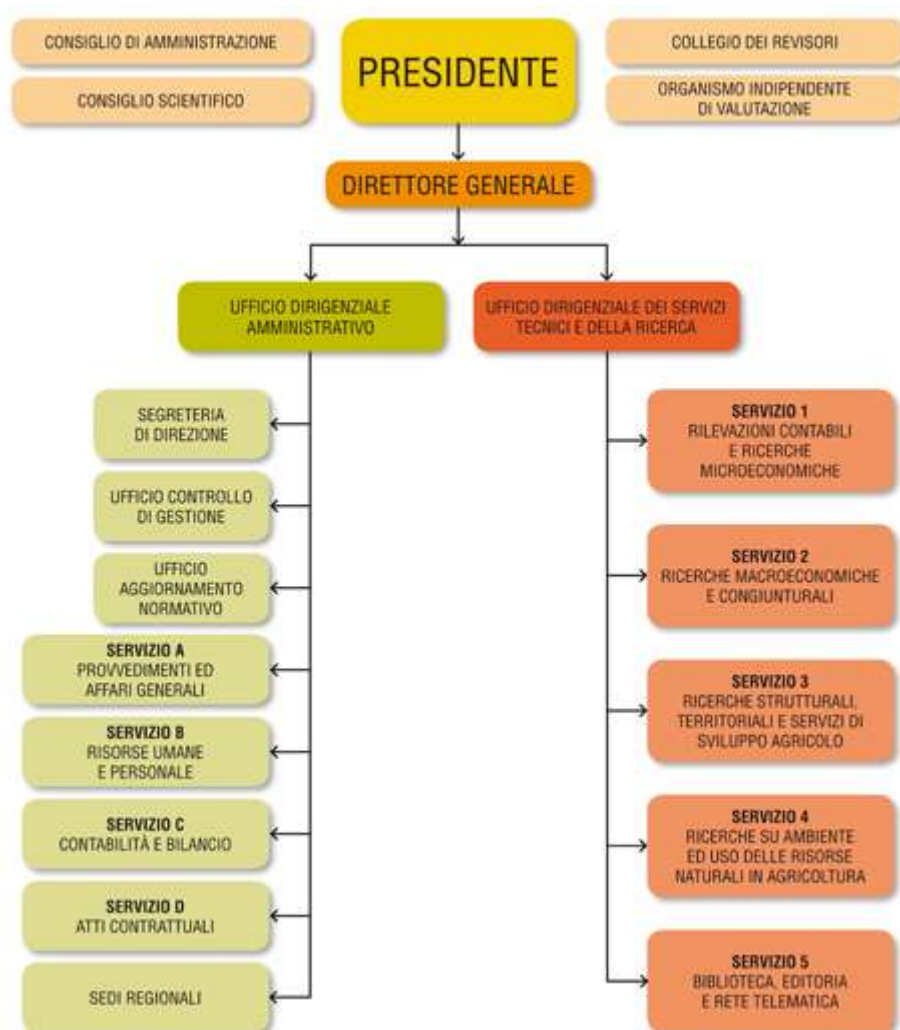 CONSIGLIO DI AMMINISTRAZIONE
CONSIGLIO SCIENTIFICO
PRESIDENTE
COLLEGIO DEI REVISORI
ORGANISMO INDIPENDENTE
DI VALUTAZIONE
DIRETTORE GENERALE
UFFICIO DIRIGENZIALE
AMMINISTRATIVO
UFFICIO DIRIGENZIALE DEI SERVIZI
TECNICI E DELLA RICERCA
SEGRETERIA
DI DIREZIONE
UFFICIO CONTROLLO
DI GESTIONE
UFFICIO
AGGIORNAMENTO
NORMATIVO
SERVIZIO A
PROVVEDIMENTI ED
AFFARI GENERALI
SERVIZIO B
RISORSE UMANE
E PERSONALE
SERVIZIO C
CONTABILITÀ E BILANCIO
SERVIZIO D
ATTI CONTRATTUALI
SEDI REGIONALI
SERVIZIO 1
RILEVAZIONI CONTABILI
E RICERCHE
MICROECONOMICHE
SERVIZIO 2
RICERCHE MACROECONOMICHE
E CONGIUNTURALI
SERVIZIO 3
RICERCHE STRUTTURALI,
TERRITORIALI E SERVIZI DI
SVILUPPO AGRICOLO
SERVIZIO 4
RICERCHE SU AMBIENTE
ED USO DELLE RISORSE
NATURALI IN AGRICOLTURA
SERVIZIO 5
BIBLIOTECA, EDITORIA
E RETE TELEMATICA